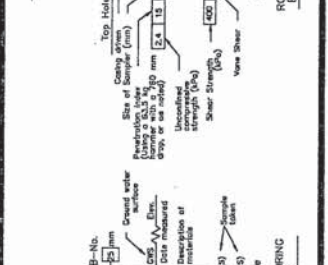 B-No.
25 mm
Ground water
surface
GWS
Elev.
Date measured
Description of
materials
Sample
taken
RING
Top Hole
Casing driven
Size of Sampler (mm)
Penetration index
(Using a 63.5 kg
hammer with a 760 mm
drop, or as noted)
2.4 15
Unconfined
compressive
strength (kPa)
Shear Strength
(kPa)
400
Vane Shear